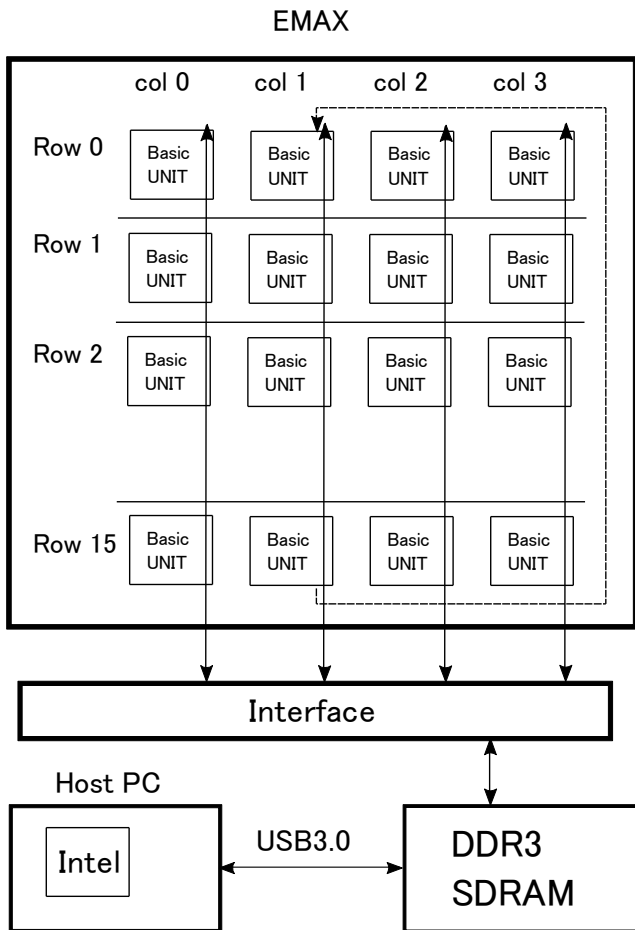 EMAX
col 0 col 1 col 2 col 3
Row 0
Basic UNIT
Basic UNIT
Basic UNIT
Basic UNIT
Row 1
Basic UNIT
Basic UNIT
Basic UNIT
Basic UNIT
Row 2
Basic UNIT
Basic UNIT
Basic UNIT
Basic UNIT
Row 15
Basic UNIT
Basic UNIT
Basic UNIT
Basic UNIT
Interface
Host PC
Intel
USB3.0
DDR3
SDRAM